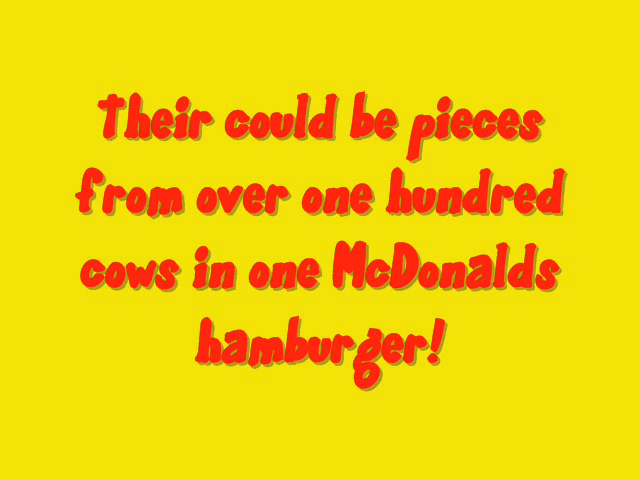 Their could be pieces
from over one hundred
cows in one McDonalds
hamburger!